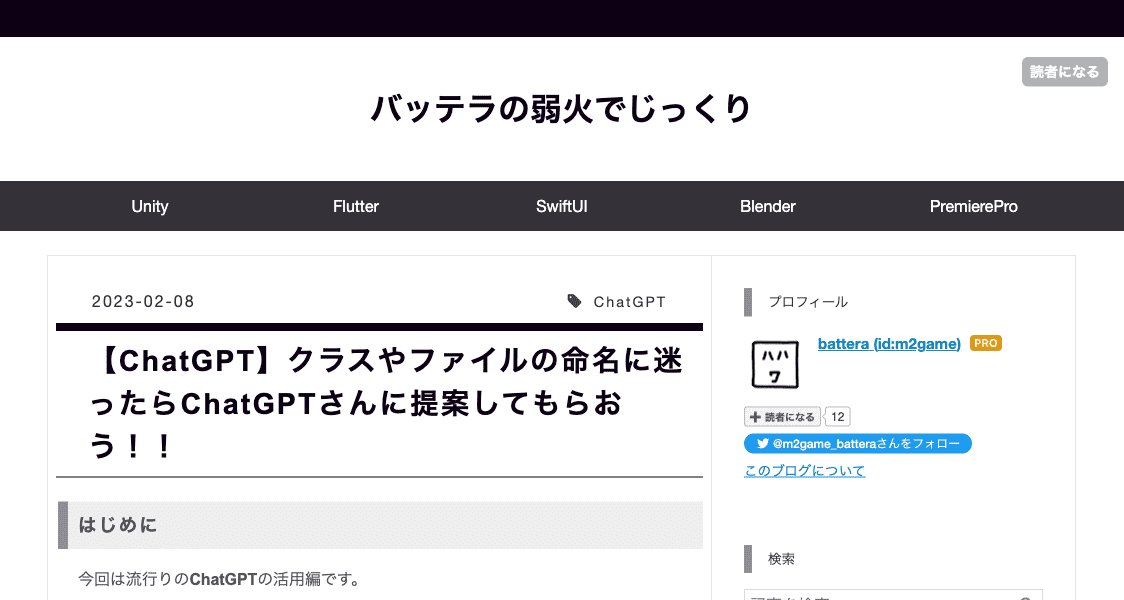 読者になる
バッテラの弱火でじっくり
Unity
Flutter
SwiftUI
Blender
PremierePro
2023-02-08
ChatGPT
【ChatGPT】クラスやファイルの命名に迷
ったらChatGPTさんに提案してもらお
う！！
はじめに
今回は流行りのChatGPTの活用編です。
プロフィール
ハハ
7
battera (id:m2game) PRO
読者になる 12
@m2game_batteraさんをフォロー
このブログについて
検索
記事を検索